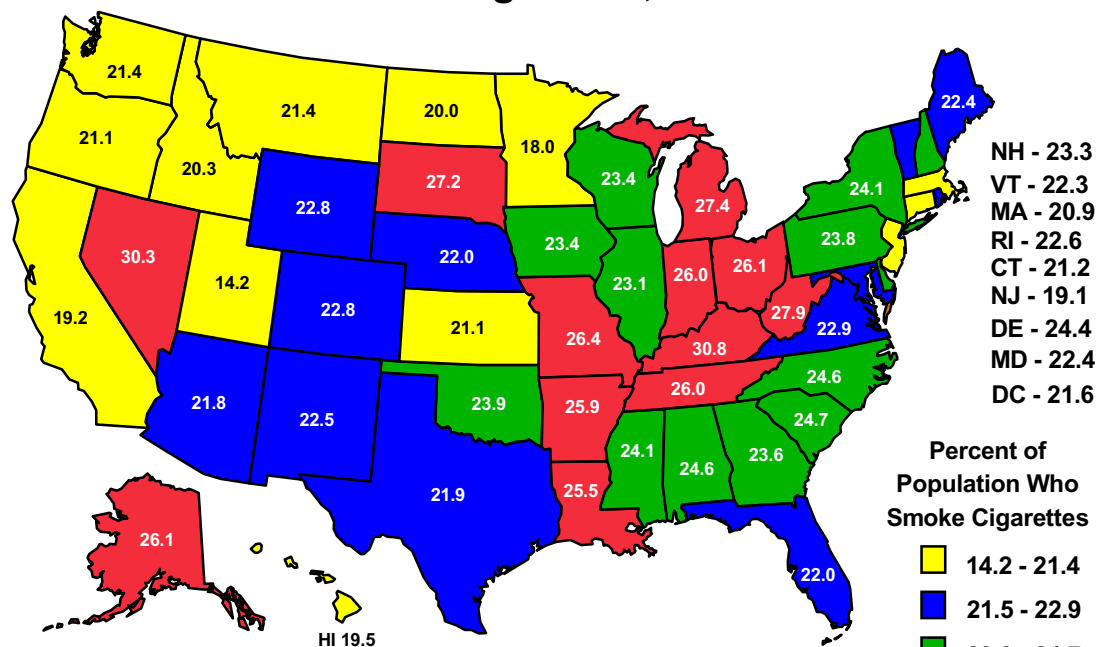 21.4
21.4
20.0
22.4
21.1
18.0
20.3
23.4
NH - 23.3
27.2
VT - 22.3
24.1
22.8
27.4
MA - 20.9
23.4
23.8
RI - 22.6
30.3
22.0
26.0
26.1
CT - 21.2
14.2
23.1
NJ - 19.1
19.2
22.8
21.1
27.9
22.9
DE - 24.4
26.4
30.8
MD - 22.4
24.6
26.0
DC - 21.6
21.8
22.5
23.9
25.9
24.7
24.1
24.6
23.6
Percent of
Population Who
Smoke Cigarettes
21.9
25.5
26.1
14.2 - 21.4
22.0
21.5 - 22.9
HI 19.5